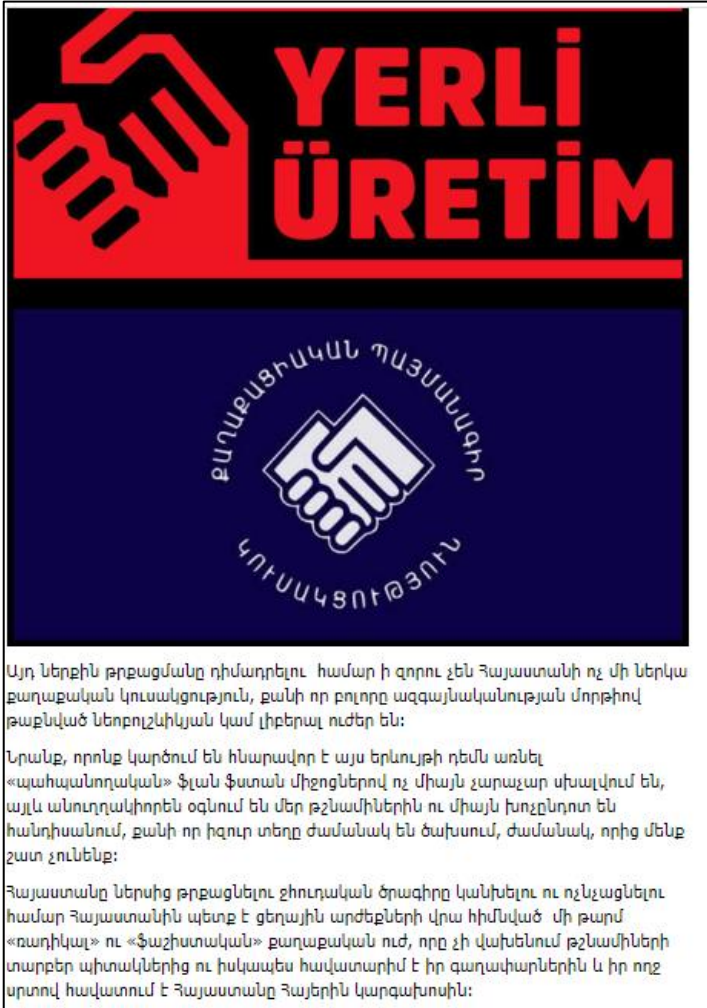 YERLİ
ÜRETİM
ՔԱՂԱՔԱՑԻԱԿԱՆ ՊԱՅՄԱՆԱԳԻՐ
ԿՈՒՍԱԿՑՈՒԹՅՈՒՆ
Այդ ներքին թրքացմանը դիմադրելու համար ի զորու չեն Հայաստանի ոչ մի ներկա
քաղաքական կուսակցություն, քանի որ բոլորը ազգայնականության մորթիով
թաքնված նեոբոլշևիկյան կամ լիբերալ ուժեր են:
Նրանք, որոնք կարծում են հնարավոր է այս երևույթի դեմն առնել
«պահպանողական» ֆլան ֆստան միջոցներով ոչ միայն չարաչար սխալվում են,
այլև անուղղակիորեն օգնում են մեր թշնամիներին ու միայն խոչընդոտ են
հանդիսանում, քանի որ իզուր տեղը ժամանակ են ծախսում, ժամանակ, որից մենք
շատ չունենք:
Հայաստանը ներսից թրքացնելու ջհուդական ծրագիրը կանխելու ու ոչնչացնելու
համար Հայաստանին պետք է ցեղային արժեքների վրա հիմնված մի թարմ
«ռադիկալ» ու «ֆաշիստական» քաղաքական ուժ, որը չի վախենում թշնամիների
տարբեր պիտակներից ու իսկապես հավատարիմ է իր գաղափարներին և իր ողջ
սրտով հավատում է Հայաստանը Հայերին կարգախոսին: